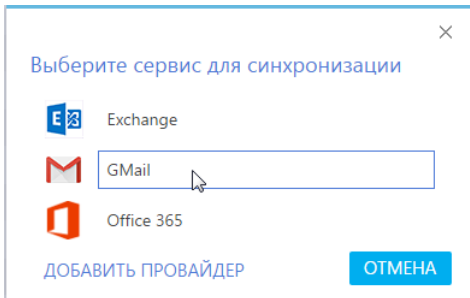 Выберите сервис для синхронизации
Exchange
GMail
Office 365
ДОБАВИТЬ ПРОВАЙДЕР
ОТМЕНА